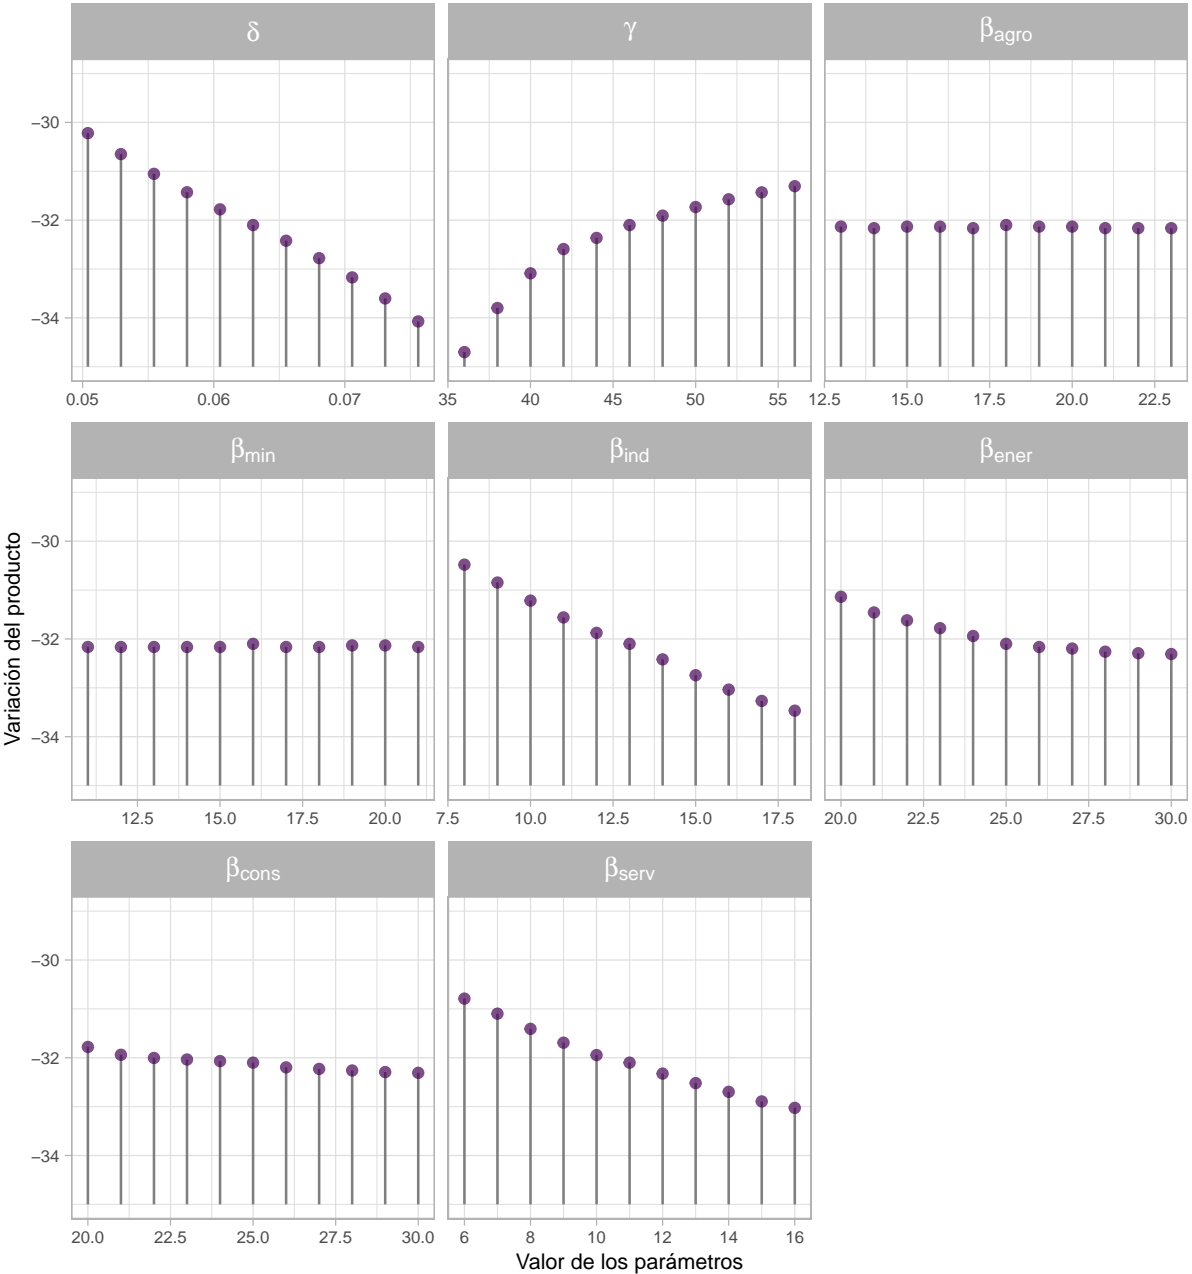 δ γ βagro
−30
−32
−34
0.05 0.06 0.07 35 40 45 50 55 12.5 15.0 17.5 20.0 22.5
βmin βind βener
−30
−32
−34
12.5 15.0 17.5 20.0 7.5 10.0 12.5 15.0 17.5 20.0 22.5 25.0 27.5 30.0
βcons βserv
−30
−32
−34
20.0 22.5 25.0 27.5 30.0 6 8 10 12 14 16
Variación del producto
Valor de los parámetros